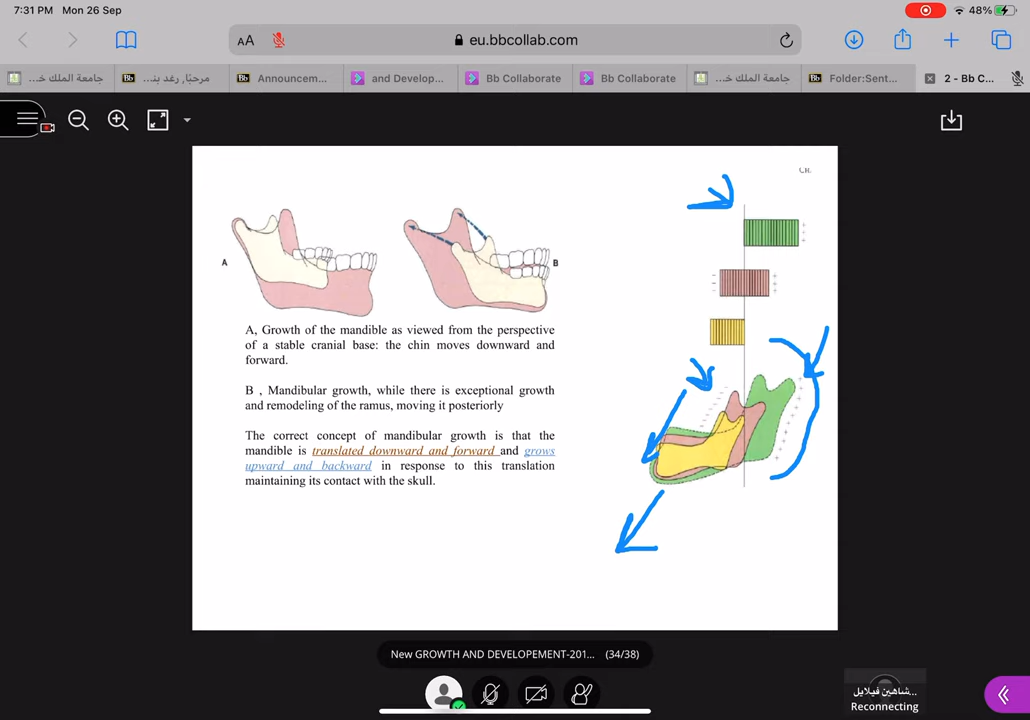 7:31 PM Mon 26 Sep
48%
AA
eu.bbcollab.com
جامعة الملك خـ...
مرحبًا, رغد بنـ...
Announcem...
and Develop...
Bb Collaborate
Bb Collaborate
جامعة الملك خـ...
Folder:Sent...
2 - Bb C...
CH.
A
B
A, Growth of the mandible as viewed from the perspective
of a stable cranial base: the chin moves downward and
forward.
B , Mandibular growth, while there is exceptional growth
and remodeling of the ramus, moving it posteriorly
The correct concept of mandibular growth is that the
mandible is translated downward and forward and grows
upward and backward in response to this translation
maintaining its contact with the skull.
New GROWTH AND DEVELOPEMENT-201... (34/38)
شاهين فيلايل...
Reconnecting